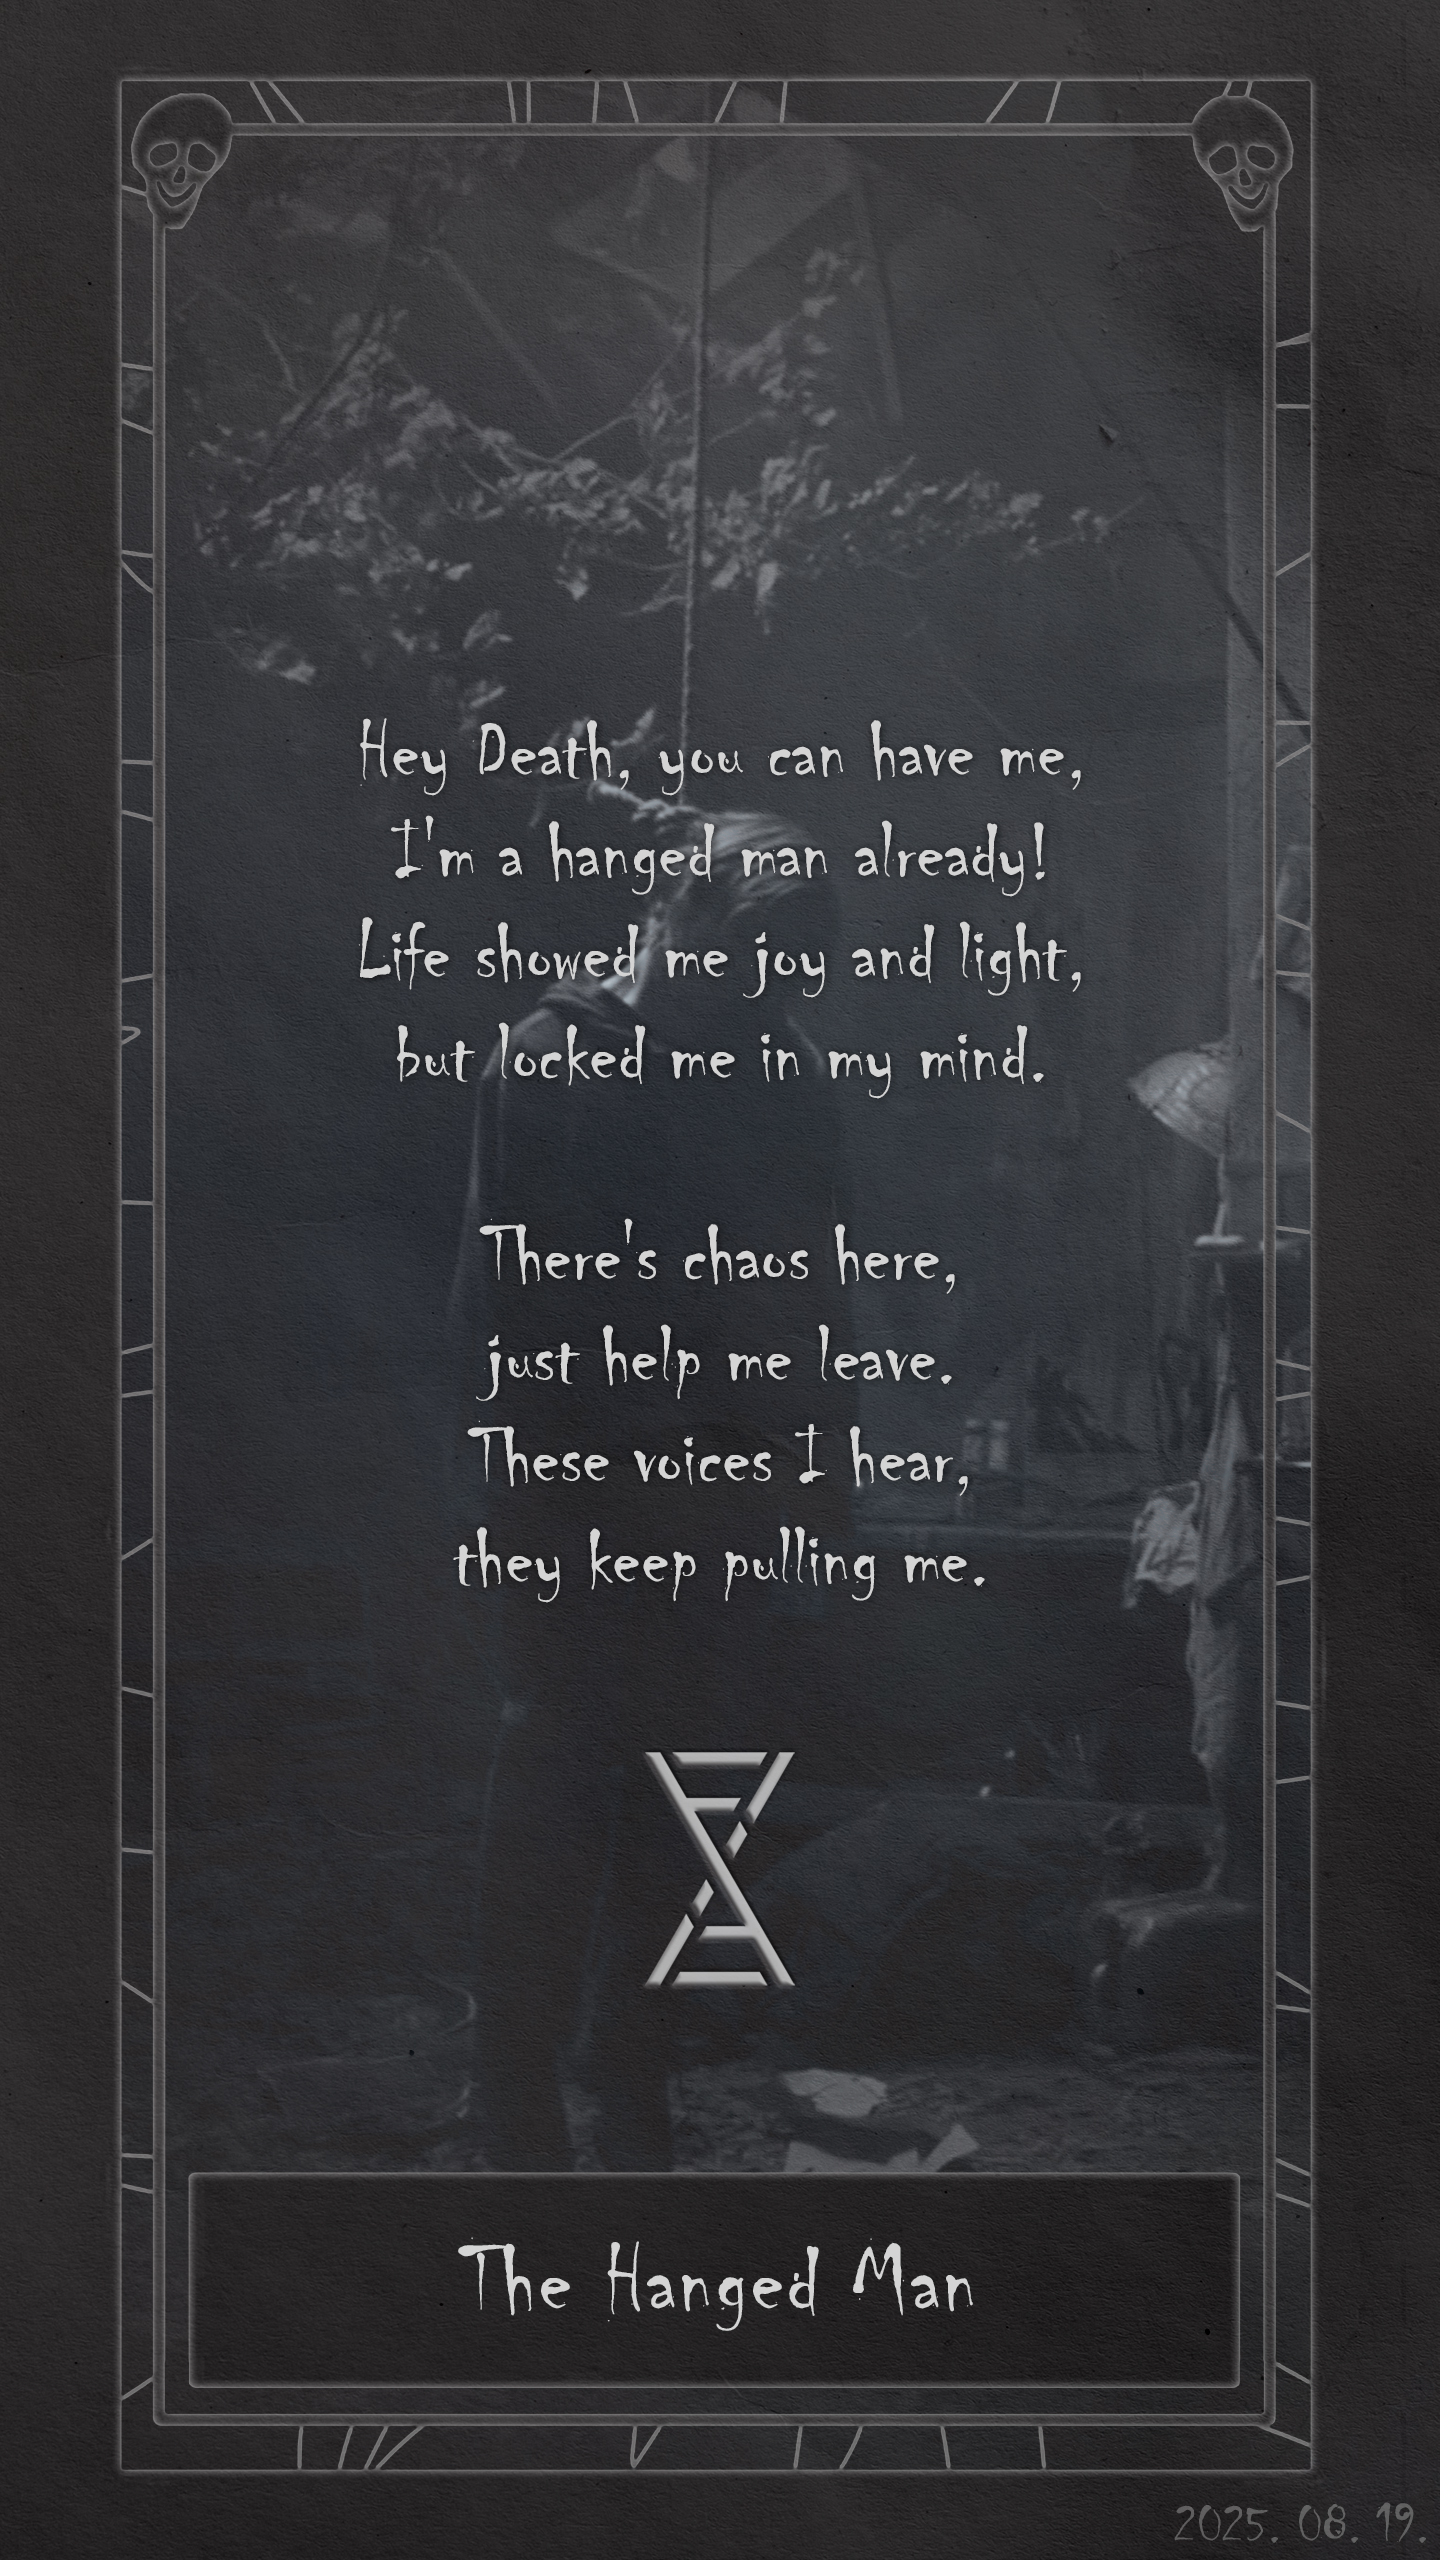 Hey Death, you can have me,
I'm a hanged man already!
Life showed me joy and light,
but locked me in my mind.
There's chaos here,
just help me leave.
These voices I hear,
they keep pulling me.
The Hanged Man
2025. 08. 19.